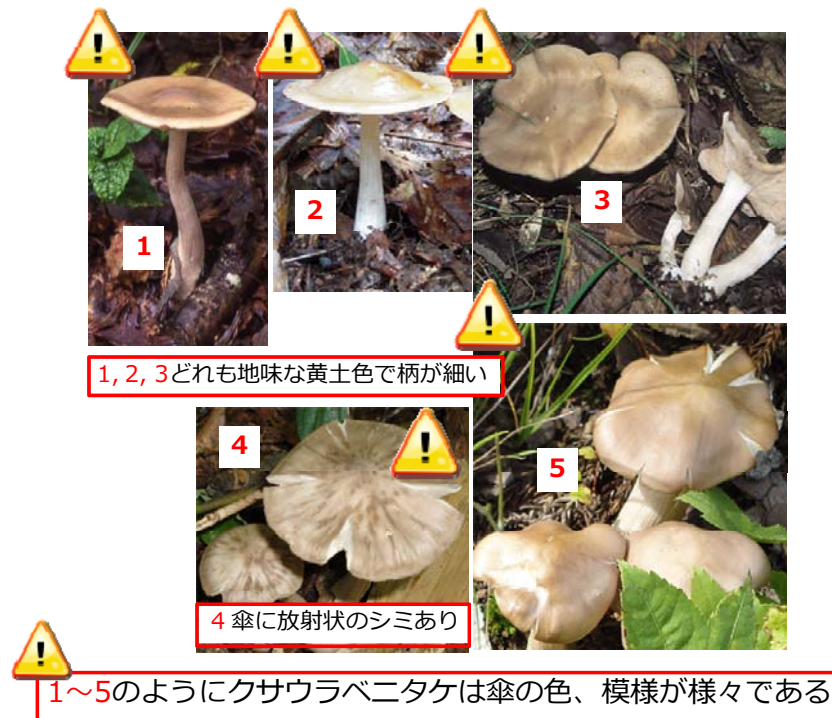 1
2
3
1, 2, 3どれも地味な黄土色で柄が細い
4
5
4 傘に放射状のシミあり
1～5のようにクサウラベニタケは傘の色、模様が様々である